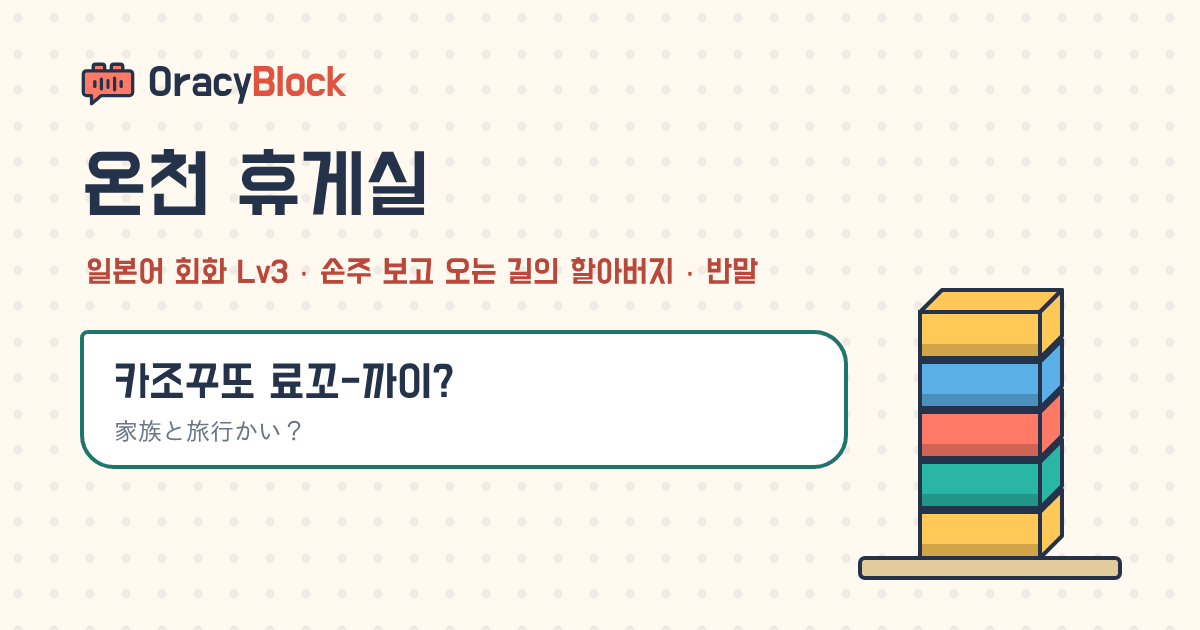 OracyBlock
온천 휴게실
일본어 회화 Lv3 · 손주 보고 오는 길의 할아버지 · 반말
카조꾸또 료꼬-까이?
家族と旅行かい？